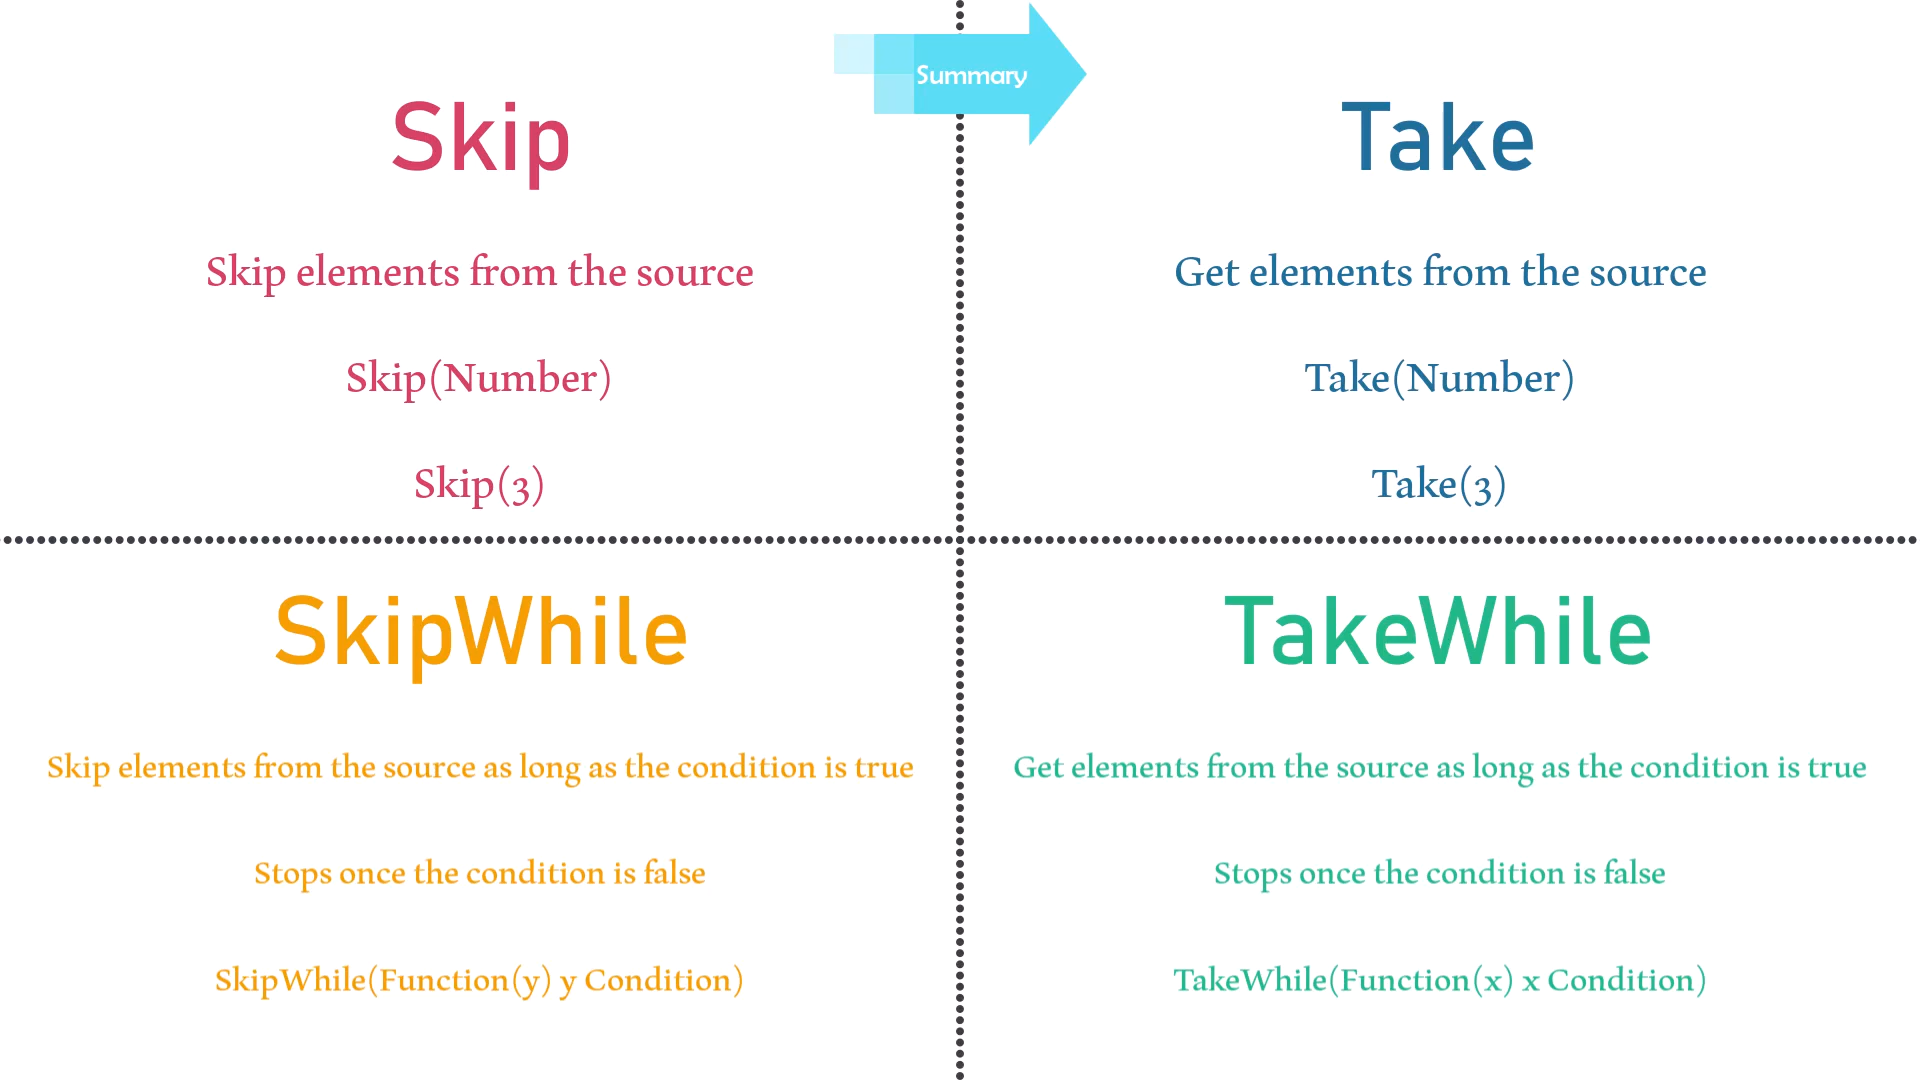 Summary
Skip
Skip elements from the source
Skip(Number)
Skip(3)
Take
Get elements from the source
Take(Number)
Take(3)
SkipWhile
Skip elements from the source as long as the condition is true
Stops once the condition is false
SkipWhile(Function(y) y Condition)
TakeWhile
Get elements from the source as long as the condition is true
Stops once the condition is false
TakeWhile(Function(x) x Condition)